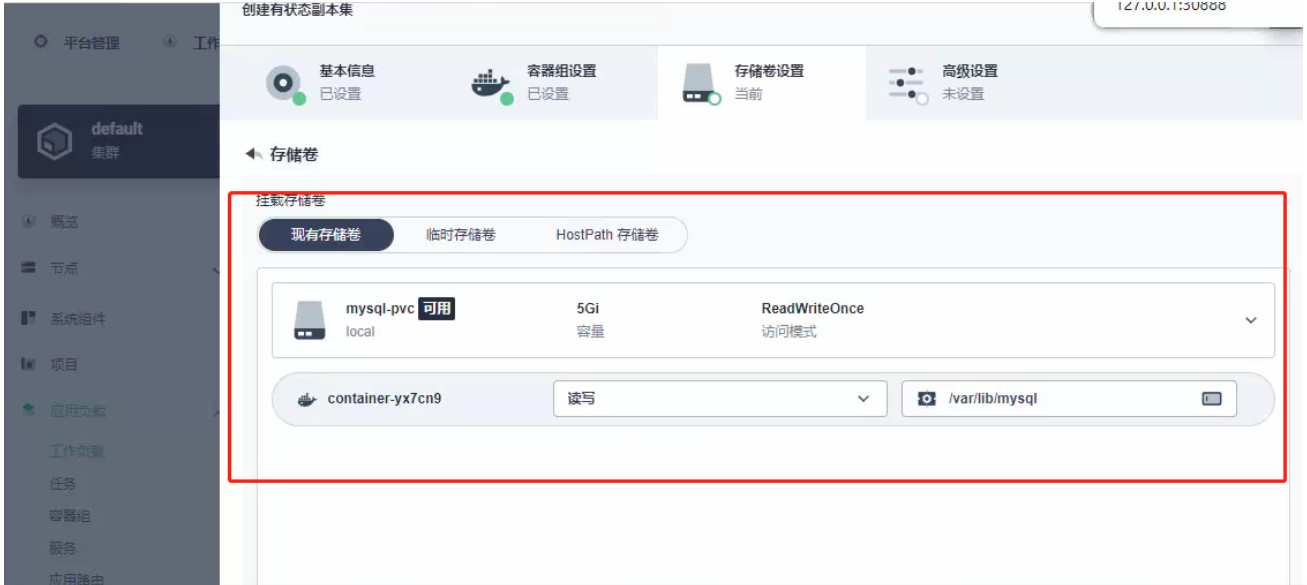 创建有状态副本集
127.0.0.1:30888
平台管理 工作
基本信息
已设置
容器组设置
已设置
存储卷设置
当前
高级设置
未设置
default
集群
存储卷
挂载存储卷
现有存储卷 临时存储卷 HostPath 存储卷
mysql-pvc 可用
local
5Gi
容量
ReadWriteOnce
访问模式
container-yx7cn9 读写 /var/lib/mysql
概览
节点
系统组件
项目
应用负载
工作负载
任务
容器组
服务
应用路由